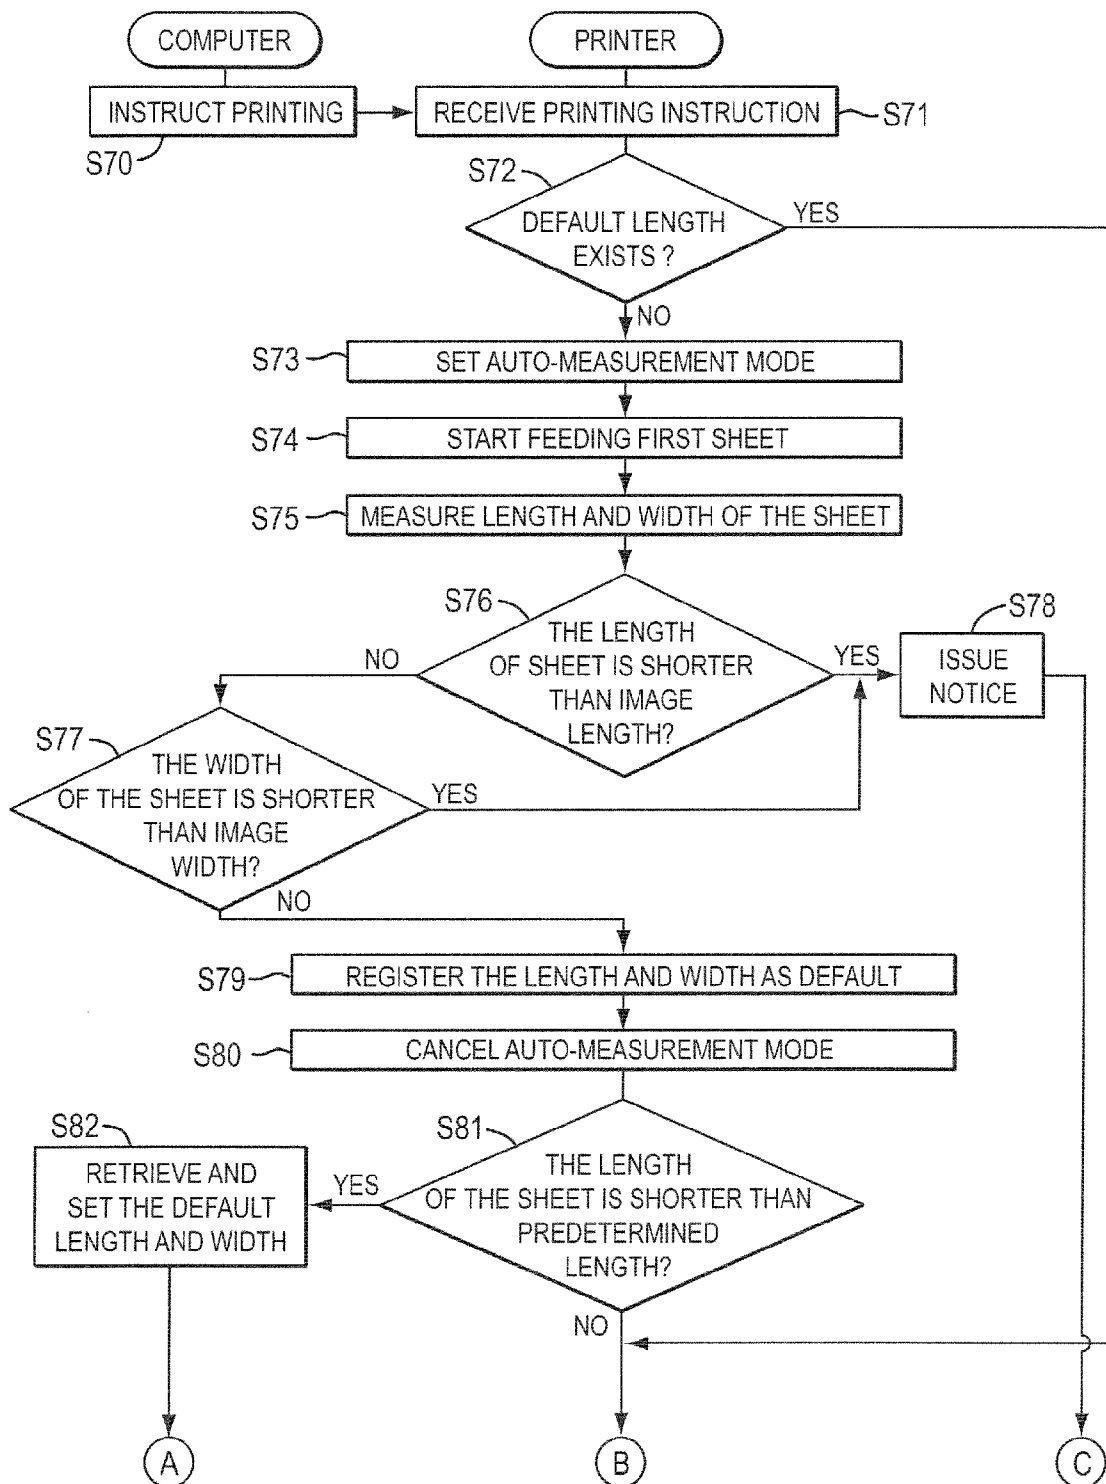 COMPUTER
PRINTER
INSTRUCT PRINTING
RECEIVE PRINTING INSTRUCTION
S71
S70
S72
DEFAULT LENGTH
EXISTS ?
YES
NO
S73
SET AUTO-MEASUREMENT MODE
S74
START FEEDING FIRST SHEET
S75
MEASURE LENGTH AND WIDTH OF THE SHEET
S76
THE LENGTH
OF SHEET IS SHORTER
THAN IMAGE
LENGTH?
NO
YES
S78
ISSUE
NOTICE
S77
THE WIDTH
OF THE SHEET IS SHORTER
THAN IMAGE
WIDTH?
YES
NO
S79
REGISTER THE LENGTH AND WIDTH AS DEFAULT
S80
CANCEL AUTO-MEASUREMENT MODE
S81
THE LENGTH
OF THE SHEET IS SHORTER THAN
PREDETERMINED
LENGTH?
YES
S82
RETRIEVE AND
SET THE DEFAULT
LENGTH AND WIDTH
NO
A
B
C